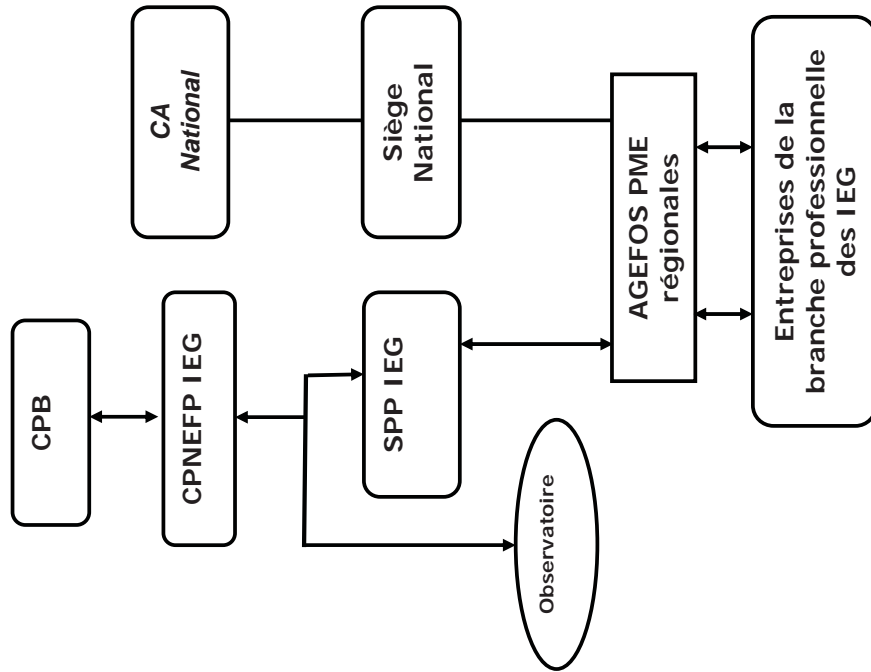 CPB
CPNEFP IEG
SPP IEG
Observatoire
CA
National
Siège
National
AGEFOS PME
régionales
Entreprises de la
branche professionnelle
des IEG